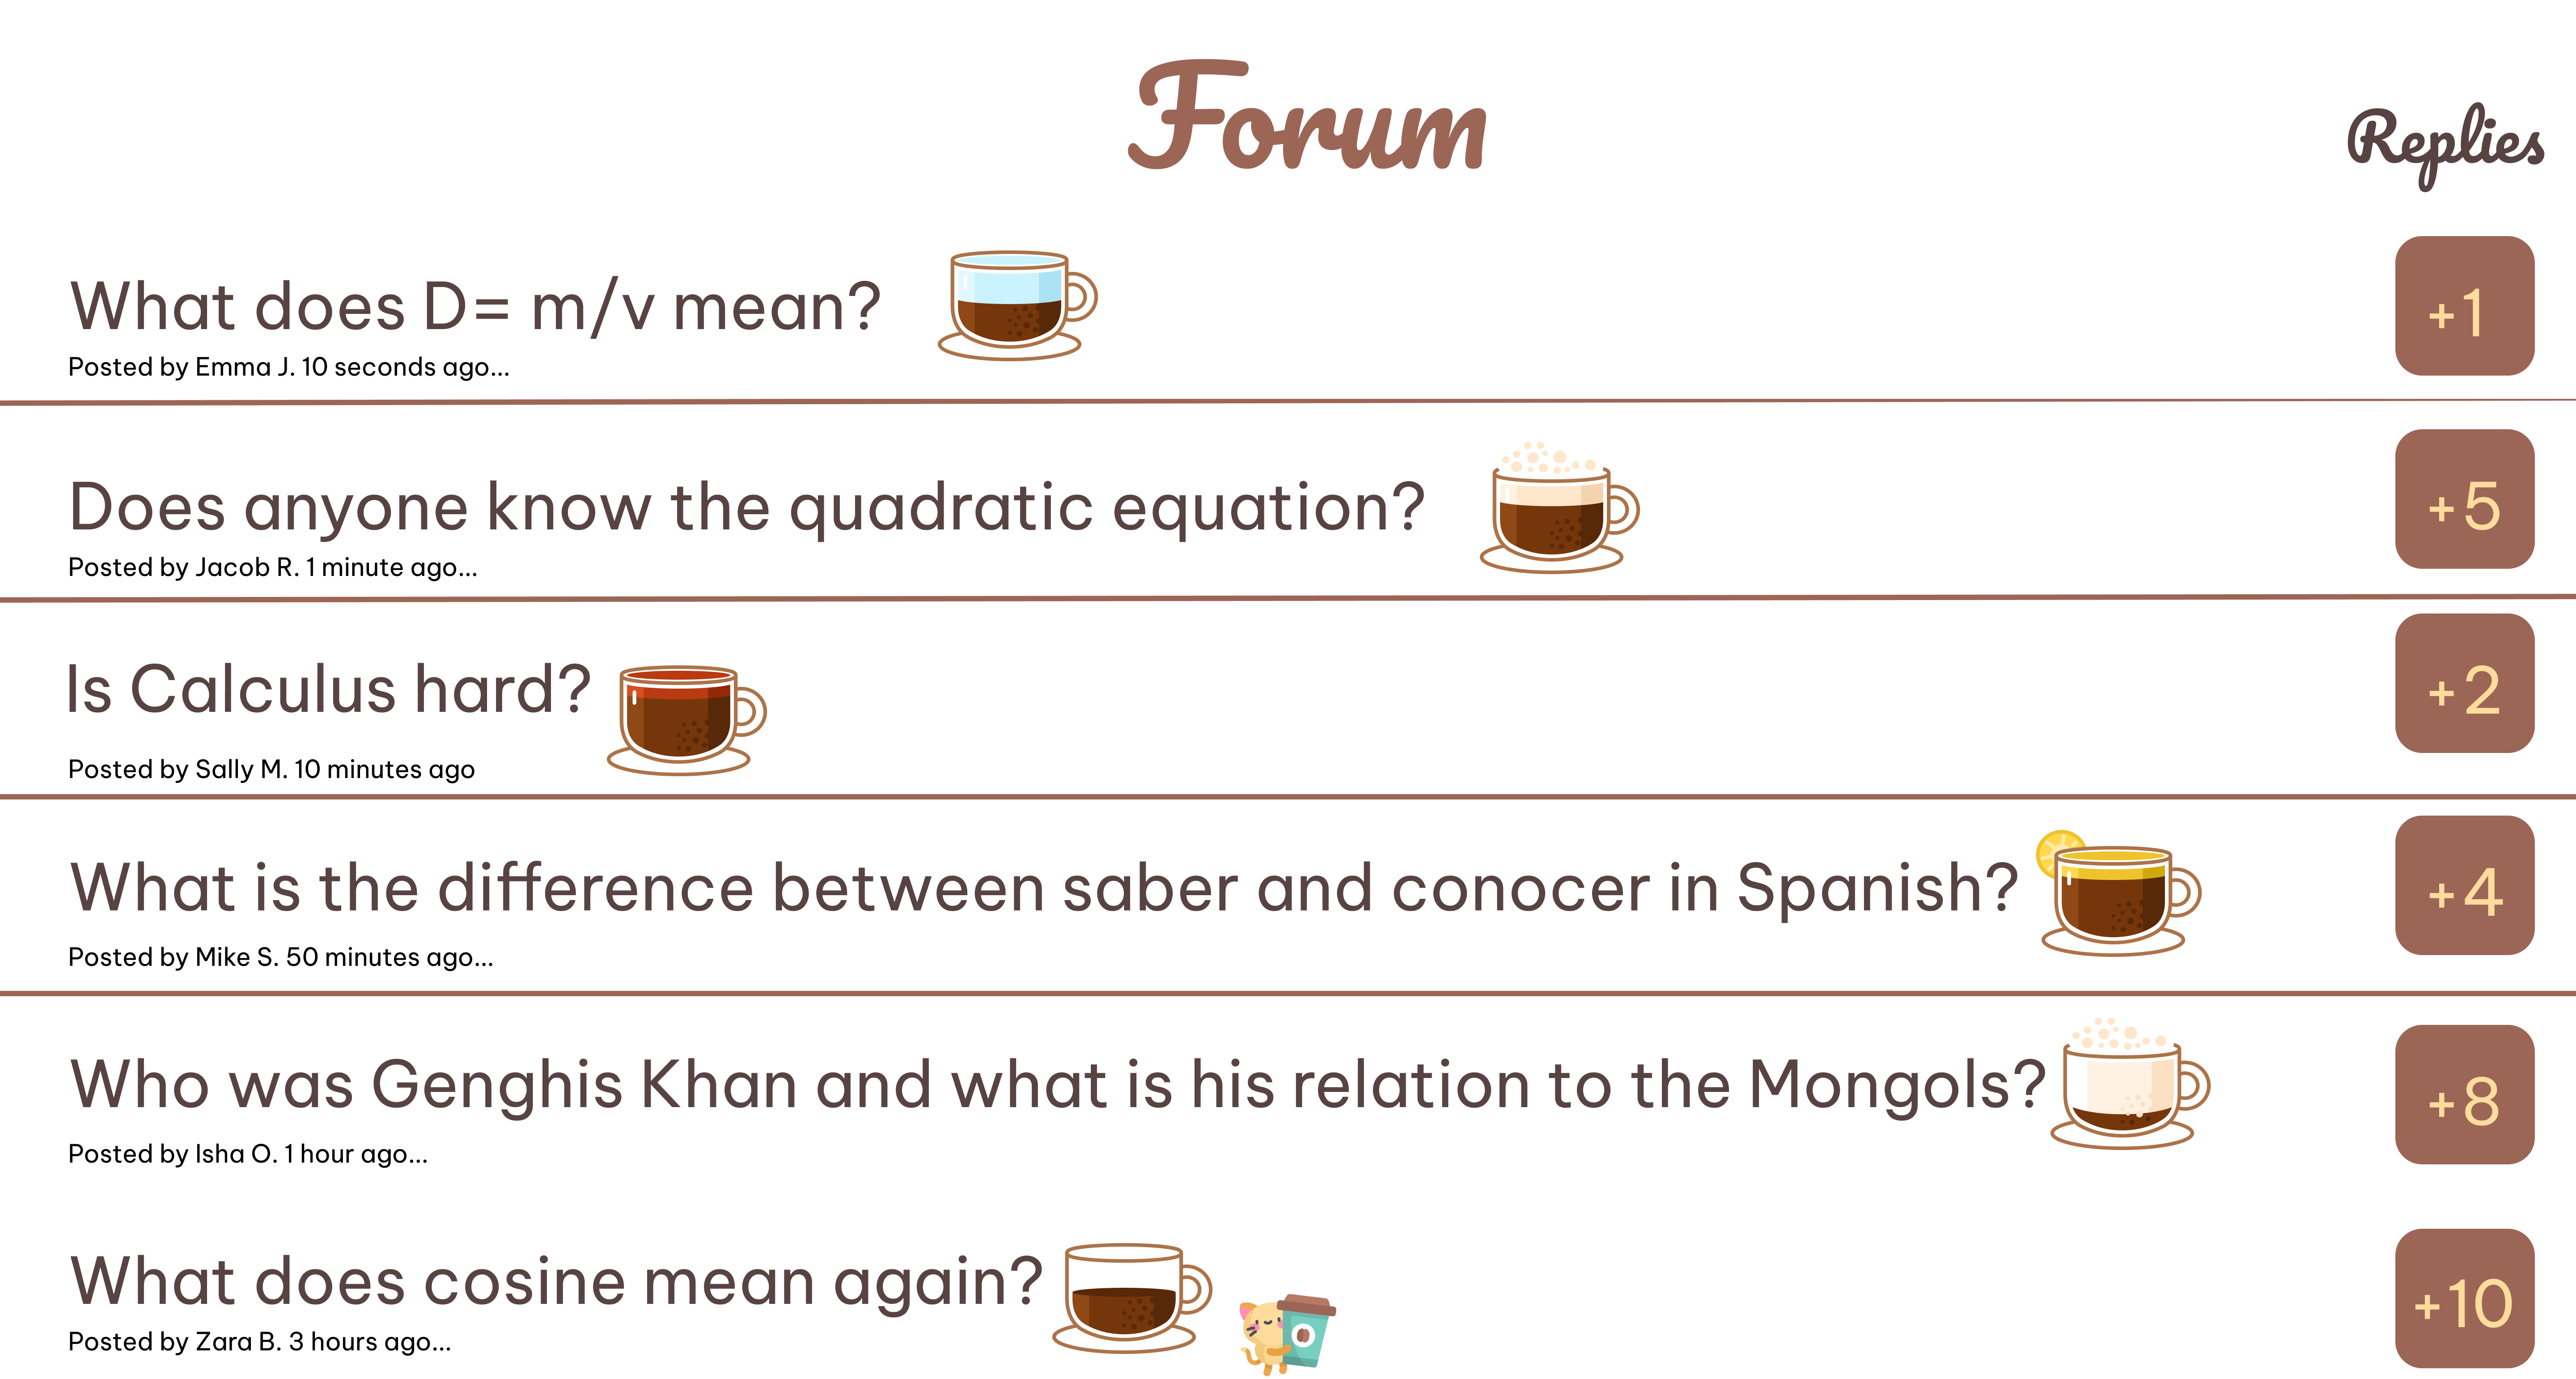 Forum
Replies
What does D= m/v mean?
+1
Posted by Emma J. 10 seconds ago...
Does anyone know the quadratic equation?
+5
Posted by Jacob R. 1 minute ago...
Is Calculus hard?
+2
Posted by Sally M. 10 minutes ago
What is the difference between saber and conocer in Spanish?
+4
Posted by Mike S. 50 minutes ago...
Who was Genghis Khan and what is his relation to the Mongols?
+8
Posted by Isha O. 1 hour ago...
What does cosine mean again?
+10
Posted by Zara B. 3 hours ago...